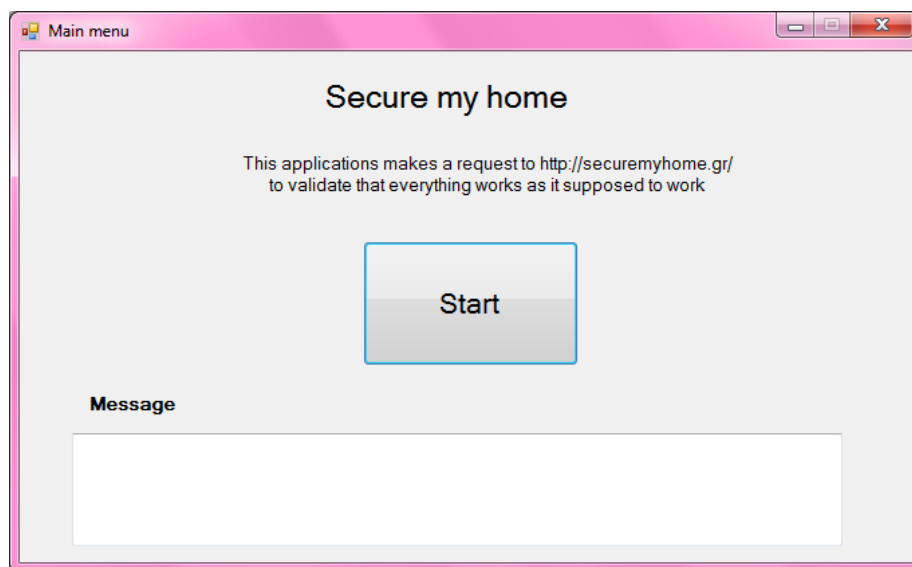 Main menu
Secure my home
This applications makes a request to http://securemyhome.gr/
to validate that everything works as it supposed to work
Start
Message